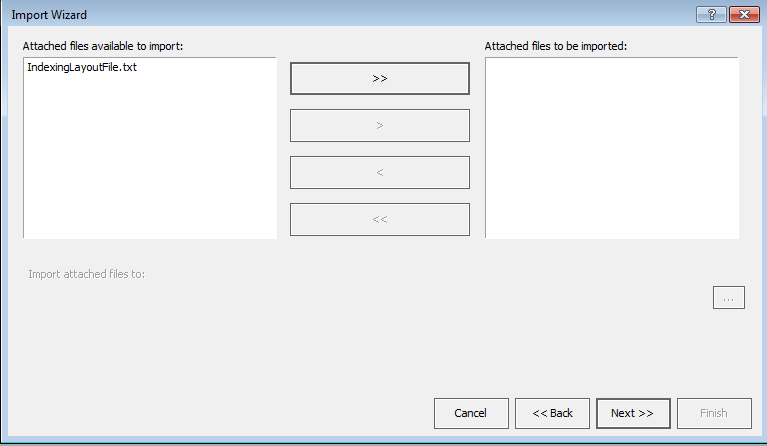 Import Wizard
?
Attached files available to import:
Attached files to be imported:
IndexingLayoutFile.txt
>>
>
<
<<
Import attached files to:
...
Cancel
<< Back
Next >>
Finish